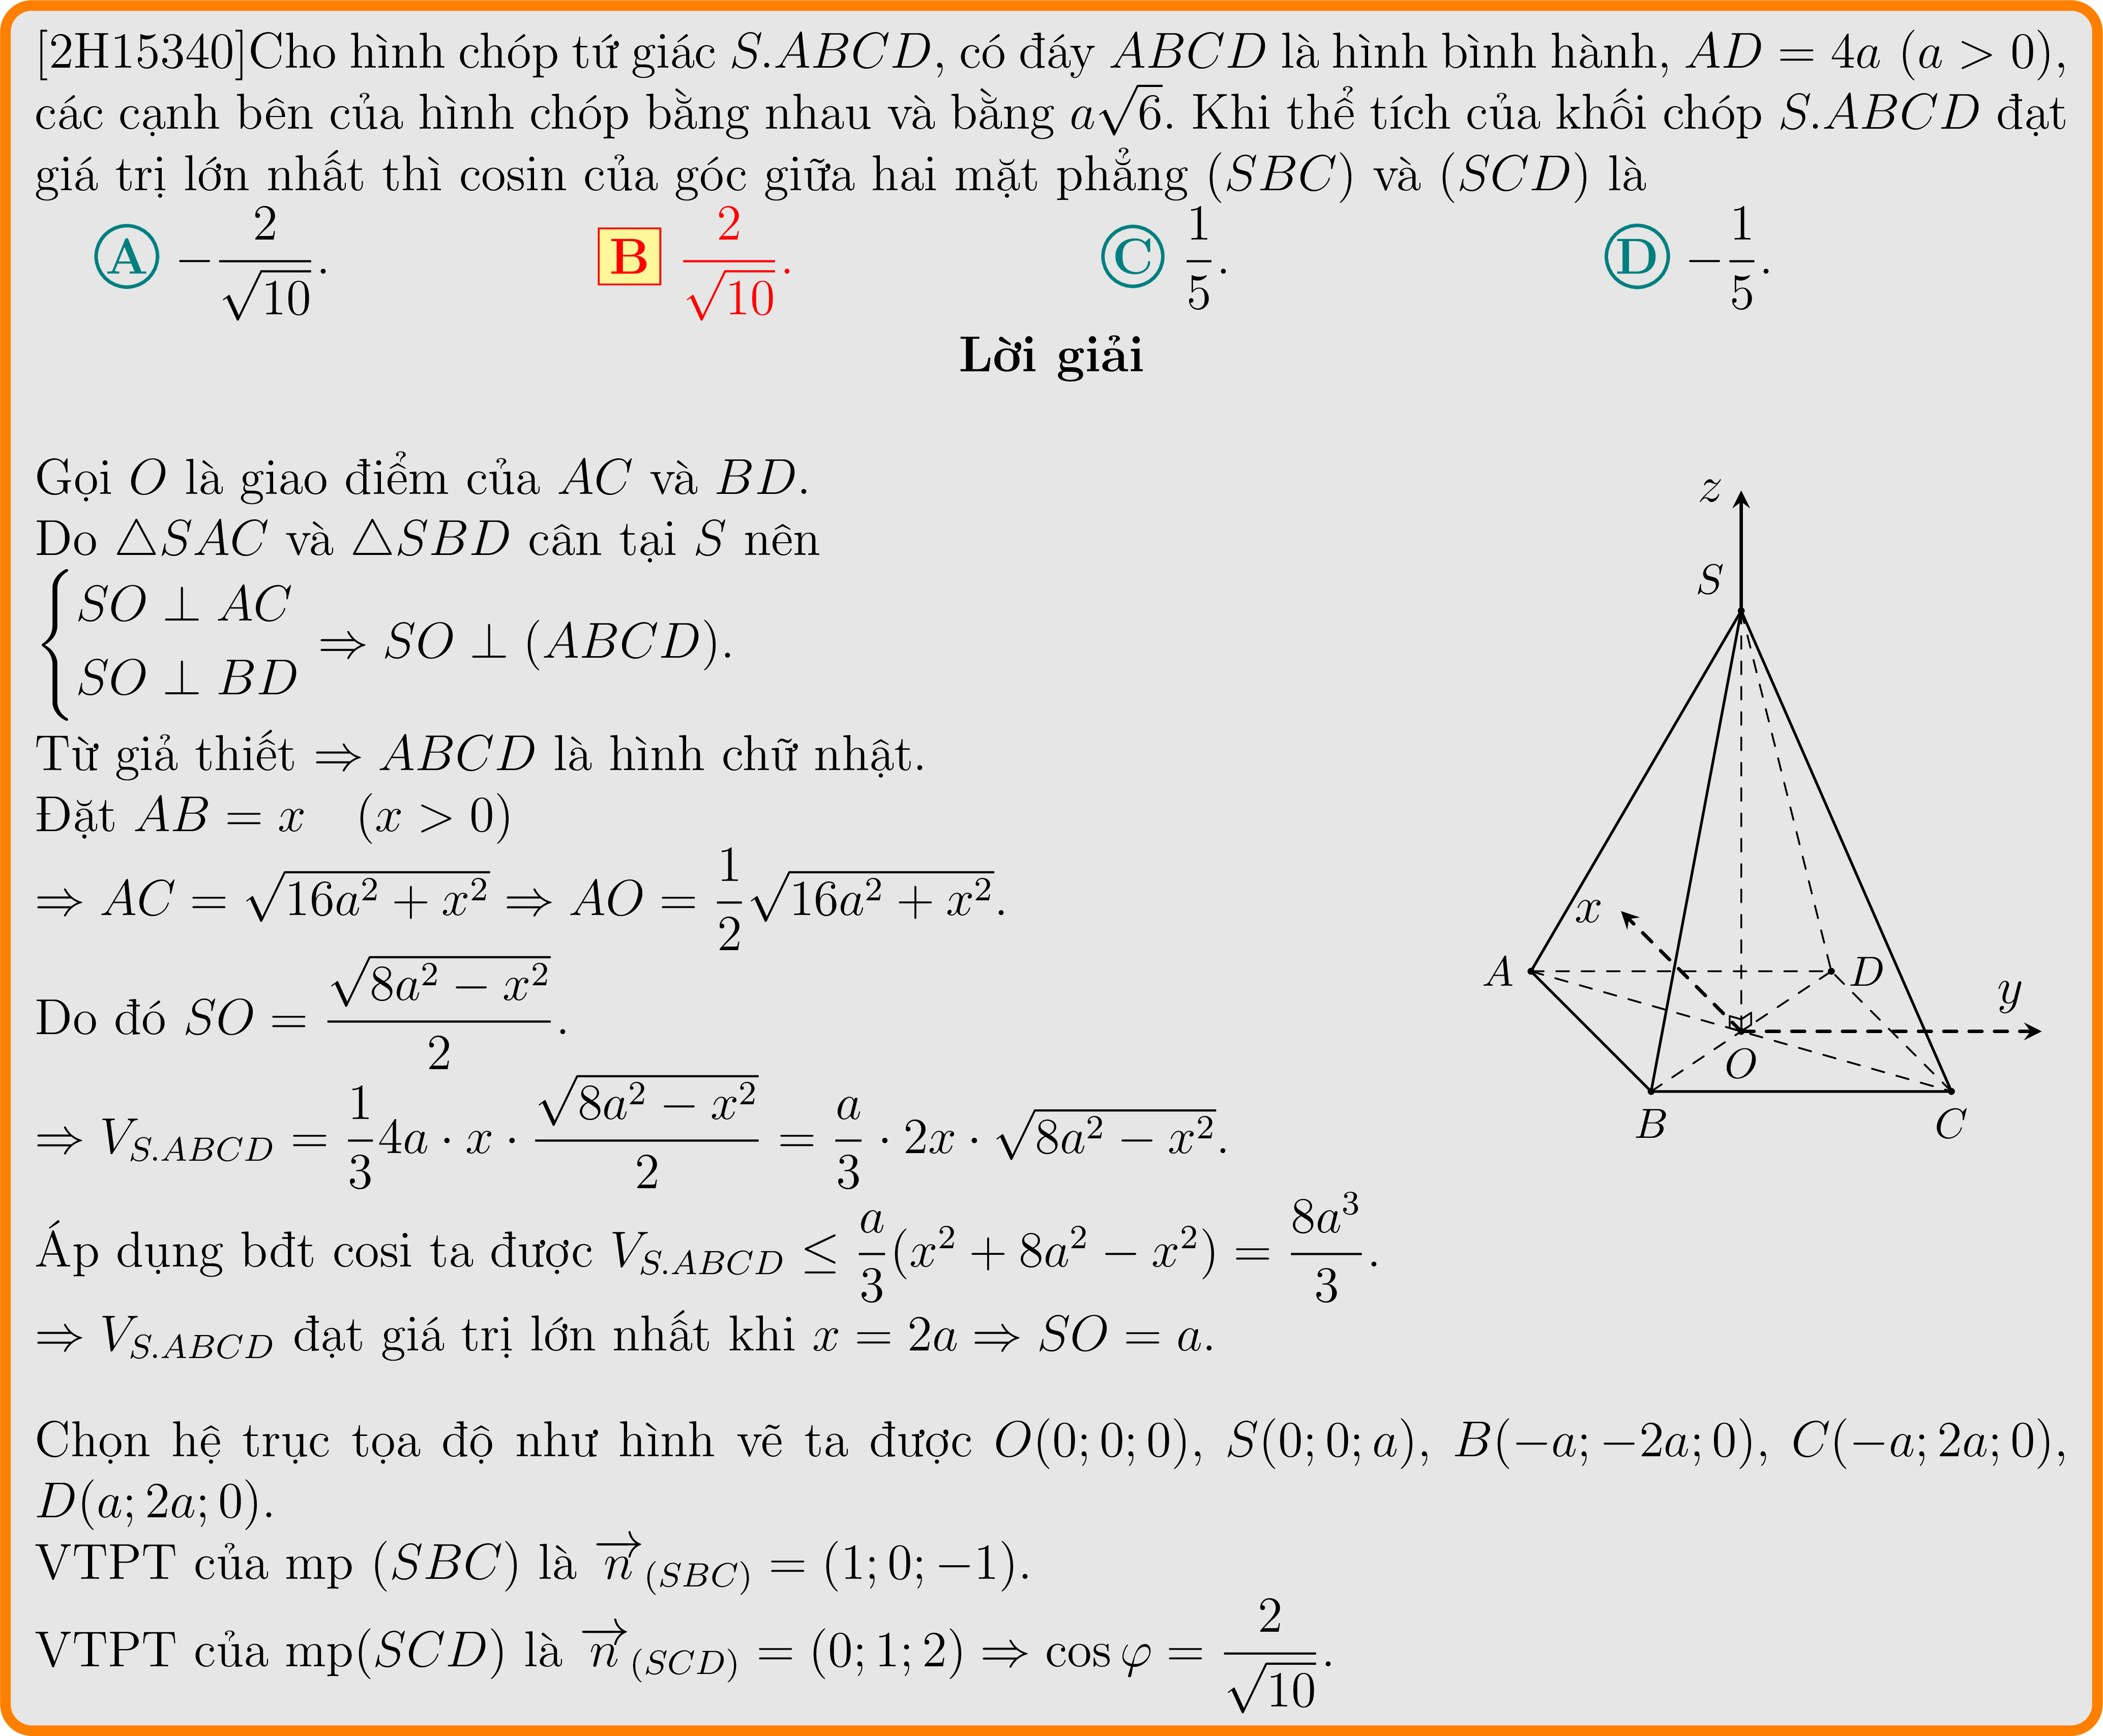 [2H15340]Cho hình chóp tứ giác $S.ABCD$, có đáy $ABCD$ là hình bình hành, $AD = 4a$ $(a > 0)$,
các cạnh bên của hình chóp bằng nhau và bằng $a\sqrt{6}$. Khi thể tích của khối chóp $S.ABCD$ đạt
giá trị lớn nhất thì cosin của góc giữa hai mặt phẳng $(SBC)$ và $(SCD)$ là
A $-\dfrac{2}{\sqrt{10}}$. B $\dfrac{2}{\sqrt{10}}$. C $\dfrac{1}{5}$. D $-\dfrac{1}{5}$.
Lời giải
Gọi $O$ là giao điểm của $AC$ và $BD$.
Do $\triangle SAC$ và $\triangle SBD$ cân tại $S$ nên
$\begin{cases} SO \perp AC \\ SO \perp BD \end{cases} \Rightarrow SO \perp (ABCD)$.
Từ giả thiết $\Rightarrow ABCD$ là hình chữ nhật.
Đặt $AB = x \quad (x > 0)$
$\Rightarrow AC = \sqrt{16a^2 + x^2} \Rightarrow AO = \dfrac{1}{2}\sqrt{16a^2 + x^2}$.
Do đó $SO = \dfrac{\sqrt{8a^2 - x^2}}{2}$.
$\Rightarrow V_{S.ABCD} = \dfrac{1}{3}4a \cdot x \cdot \dfrac{\sqrt{8a^2 - x^2}}{2} = \dfrac{a}{3} \cdot 2x \cdot \sqrt{8a^2 - x^2}$.
Áp dụng bđt cosi ta được $V_{S.ABCD} \leq \dfrac{a}{3}(x^2 + 8a^2 - x^2) = \dfrac{8a^3}{3}$.
$\Rightarrow V_{S.ABCD}$ đạt giá trị lớn nhất khi $x = 2a \Rightarrow SO = a$.
z
S
x
A
D
y
O
B
C
Chọn hệ trục tọa độ như hình vẽ ta được $O(0; 0; 0)$, $S(0; 0; a)$, $B(-a; -2a; 0)$, $C(-a; 2a; 0)$,
$D(a; 2a; 0)$.
VTPT của mp $(SBC)$ là $\overrightarrow{n}_{(SBC)} = (1; 0; -1)$.
VTPT của mp$(SCD)$ là $\overrightarrow{n}_{(SCD)} = (0; 1; 2) \Rightarrow \cos\varphi = \dfrac{2}{\sqrt{10}}$.